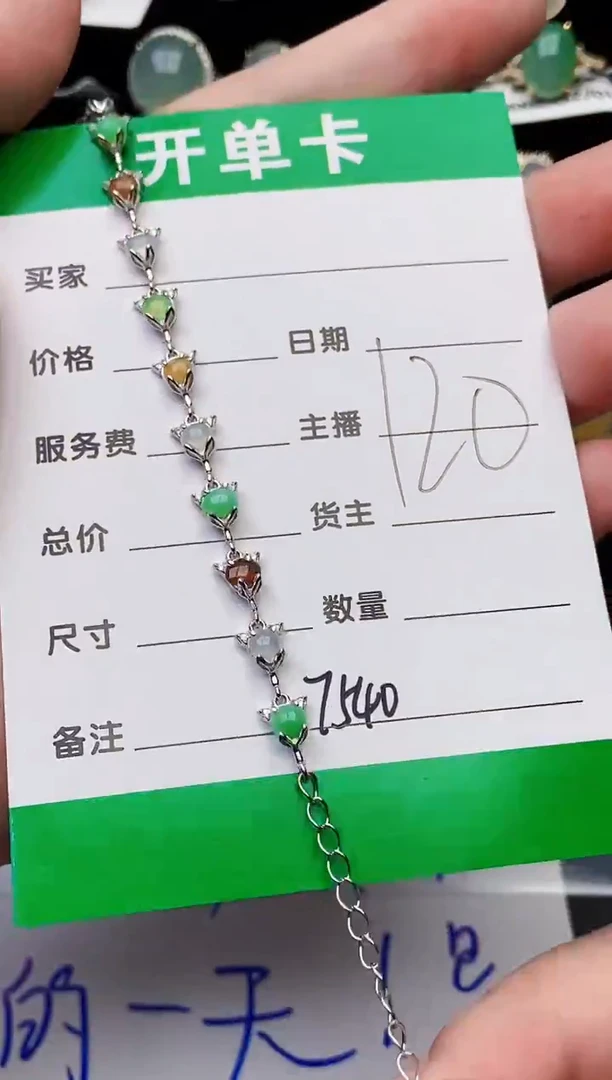 开单卡
买家
价格 日期
服务费 主播 120
总价 货主
尺寸 数量
备注 7540
的一天